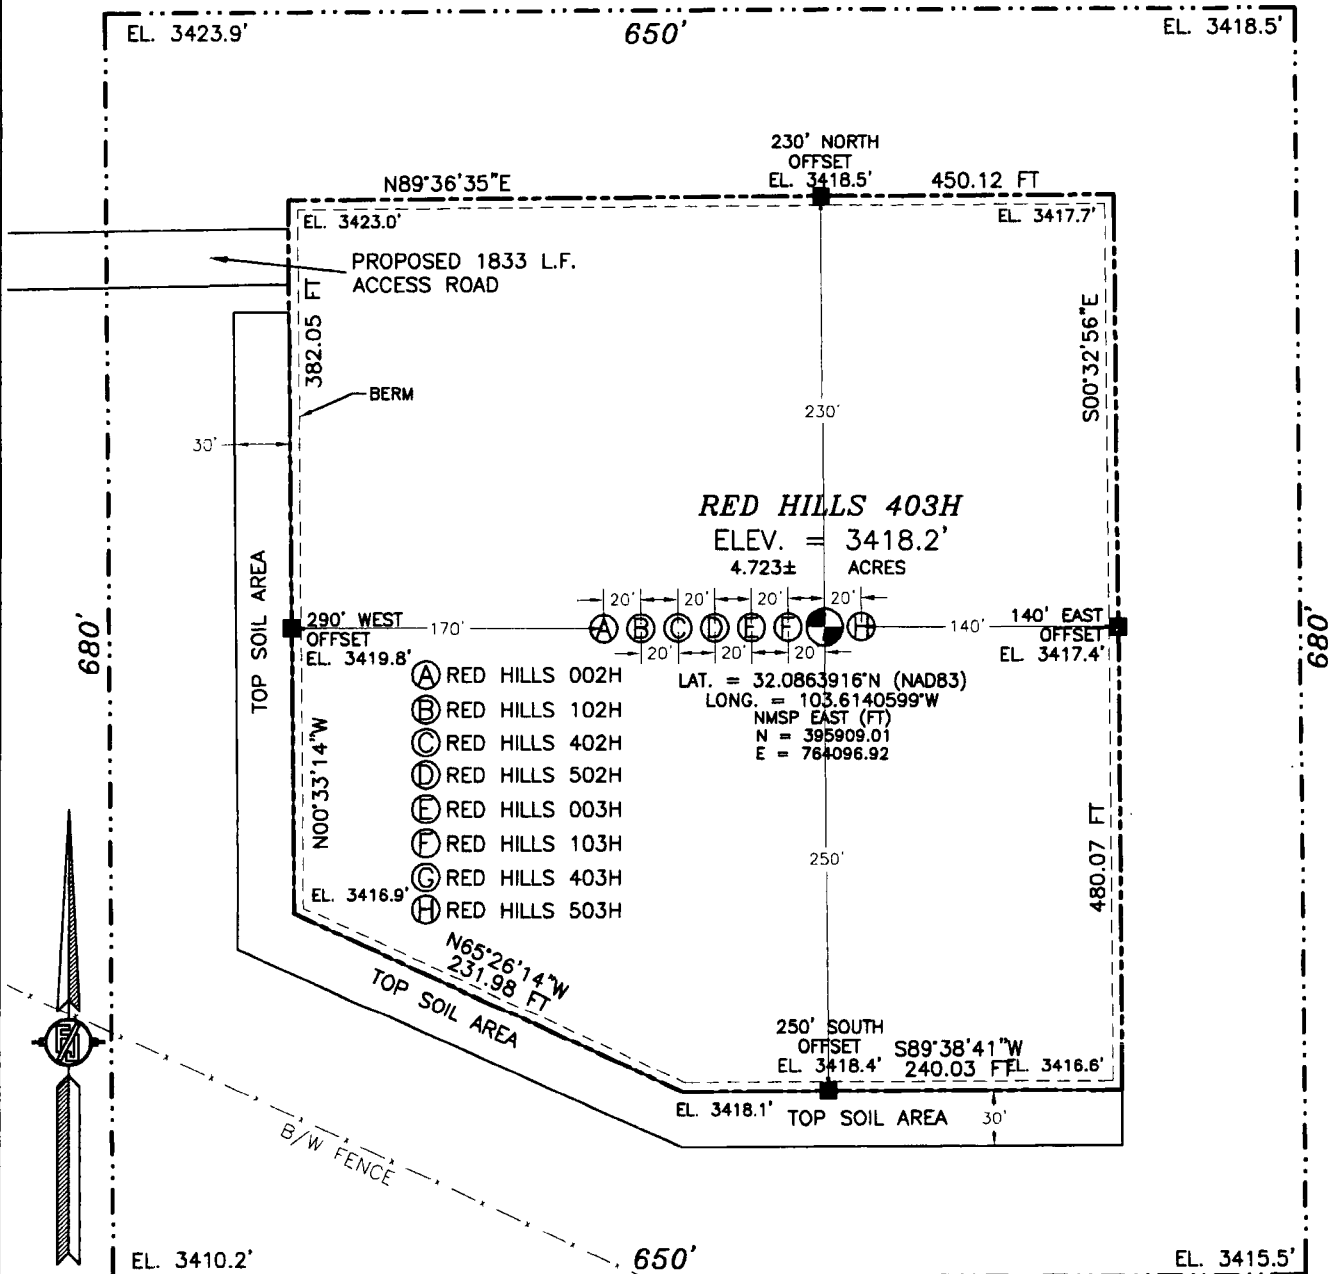 EL. 3423.9'
650'
EL. 3418.5'
230' NORTH
OFFSET
EL. 3418.5'
N89°36'35"E
450.12 FT
EL. 3423.0'
EL. 3417.7'
PROPOSED 1833 L.F.
ACCESS ROAD
382.05 FT
S00°32'56"E
BERM
30'
230'
RED HILLS 403H
ELEV. = 3418.2'
4.723± ACRES
TOP SOIL AREA
20' 20' 20' 20'
680'
290' WEST
OFFSET
EL. 3419.8'
170'
A B C D E F H
140'
140' EAST
OFFSET
EL. 3417.4'
680'
20' 20' 20'
LAT. = 32.0863916°N (NAD83)
LONG. = 103.6140599°W
NMSP EAST (FT)
N = 395909.01
E = 764096.92
A RED HILLS 002H
B RED HILLS 102H
C RED HILLS 402H
D RED HILLS 502H
E RED HILLS 003H
F RED HILLS 103H
G RED HILLS 403H
H RED HILLS 503H
N00°33'14"W
250'
480.07 FT
EL. 3416.9'
N65°26'14"W
231.98 FT
TOP SOIL AREA
250' SOUTH
OFFSET
EL. 3418.4'
S89°38'41"W
240.03 FT
EL. 3416.6'
EL. 3418.1'
TOP SOIL AREA
30'
B/W FENCE
EL. 3410.2'
650'
EL. 3415.5'